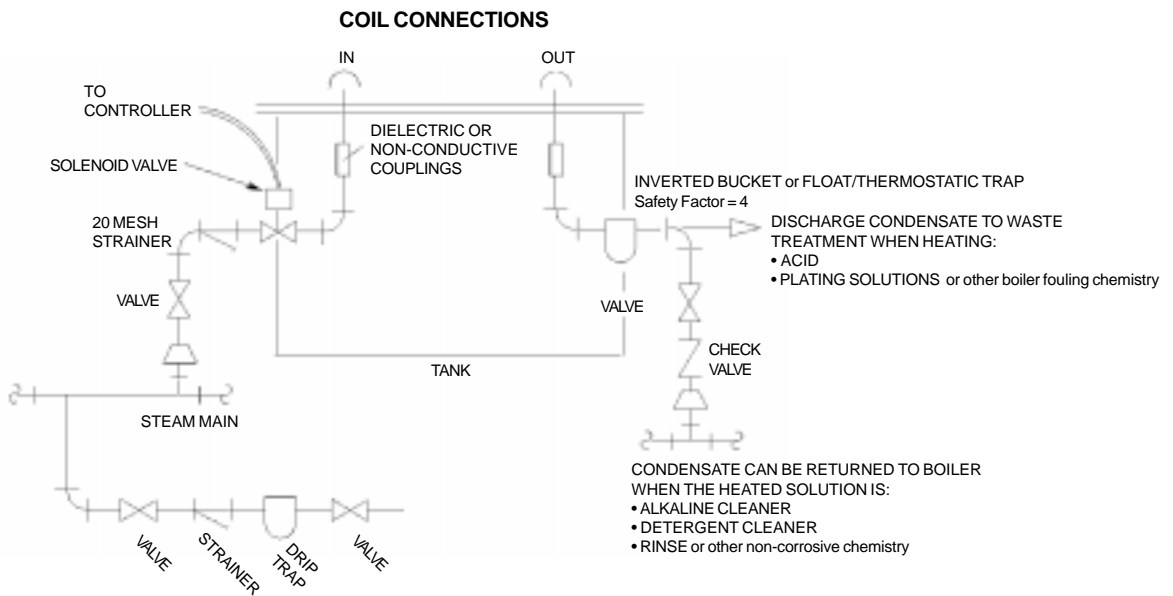 COIL CONNECTIONS
IN
OUT
TO
CONTROLLER
DIELECTRIC OR
NON-CONDUCTIVE
COUPLINGS
SOLENOID VALVE
INVERTED BUCKET or FLOAT/THERMOSTATIC TRAP
Safety Factor = 4
20 MESH
STRAINER
DISCHARGE CONDENSATE TO WASTE
TREATMENT WHEN HEATING:
• ACID
• PLATING SOLUTIONS or other boiler fouling chemistry
VALVE
VALVE
CHECK
VALVE
TANK
STEAM MAIN
CONDENSATE CAN BE RETURNED TO BOILER
WHEN THE HEATED SOLUTION IS:
• ALKALINE CLEANER
• DETERGENT CLEANER
• RINSE or other non-corrosive chemistry
VALVE
STRAINER
DRIP
TRAP
VALVE